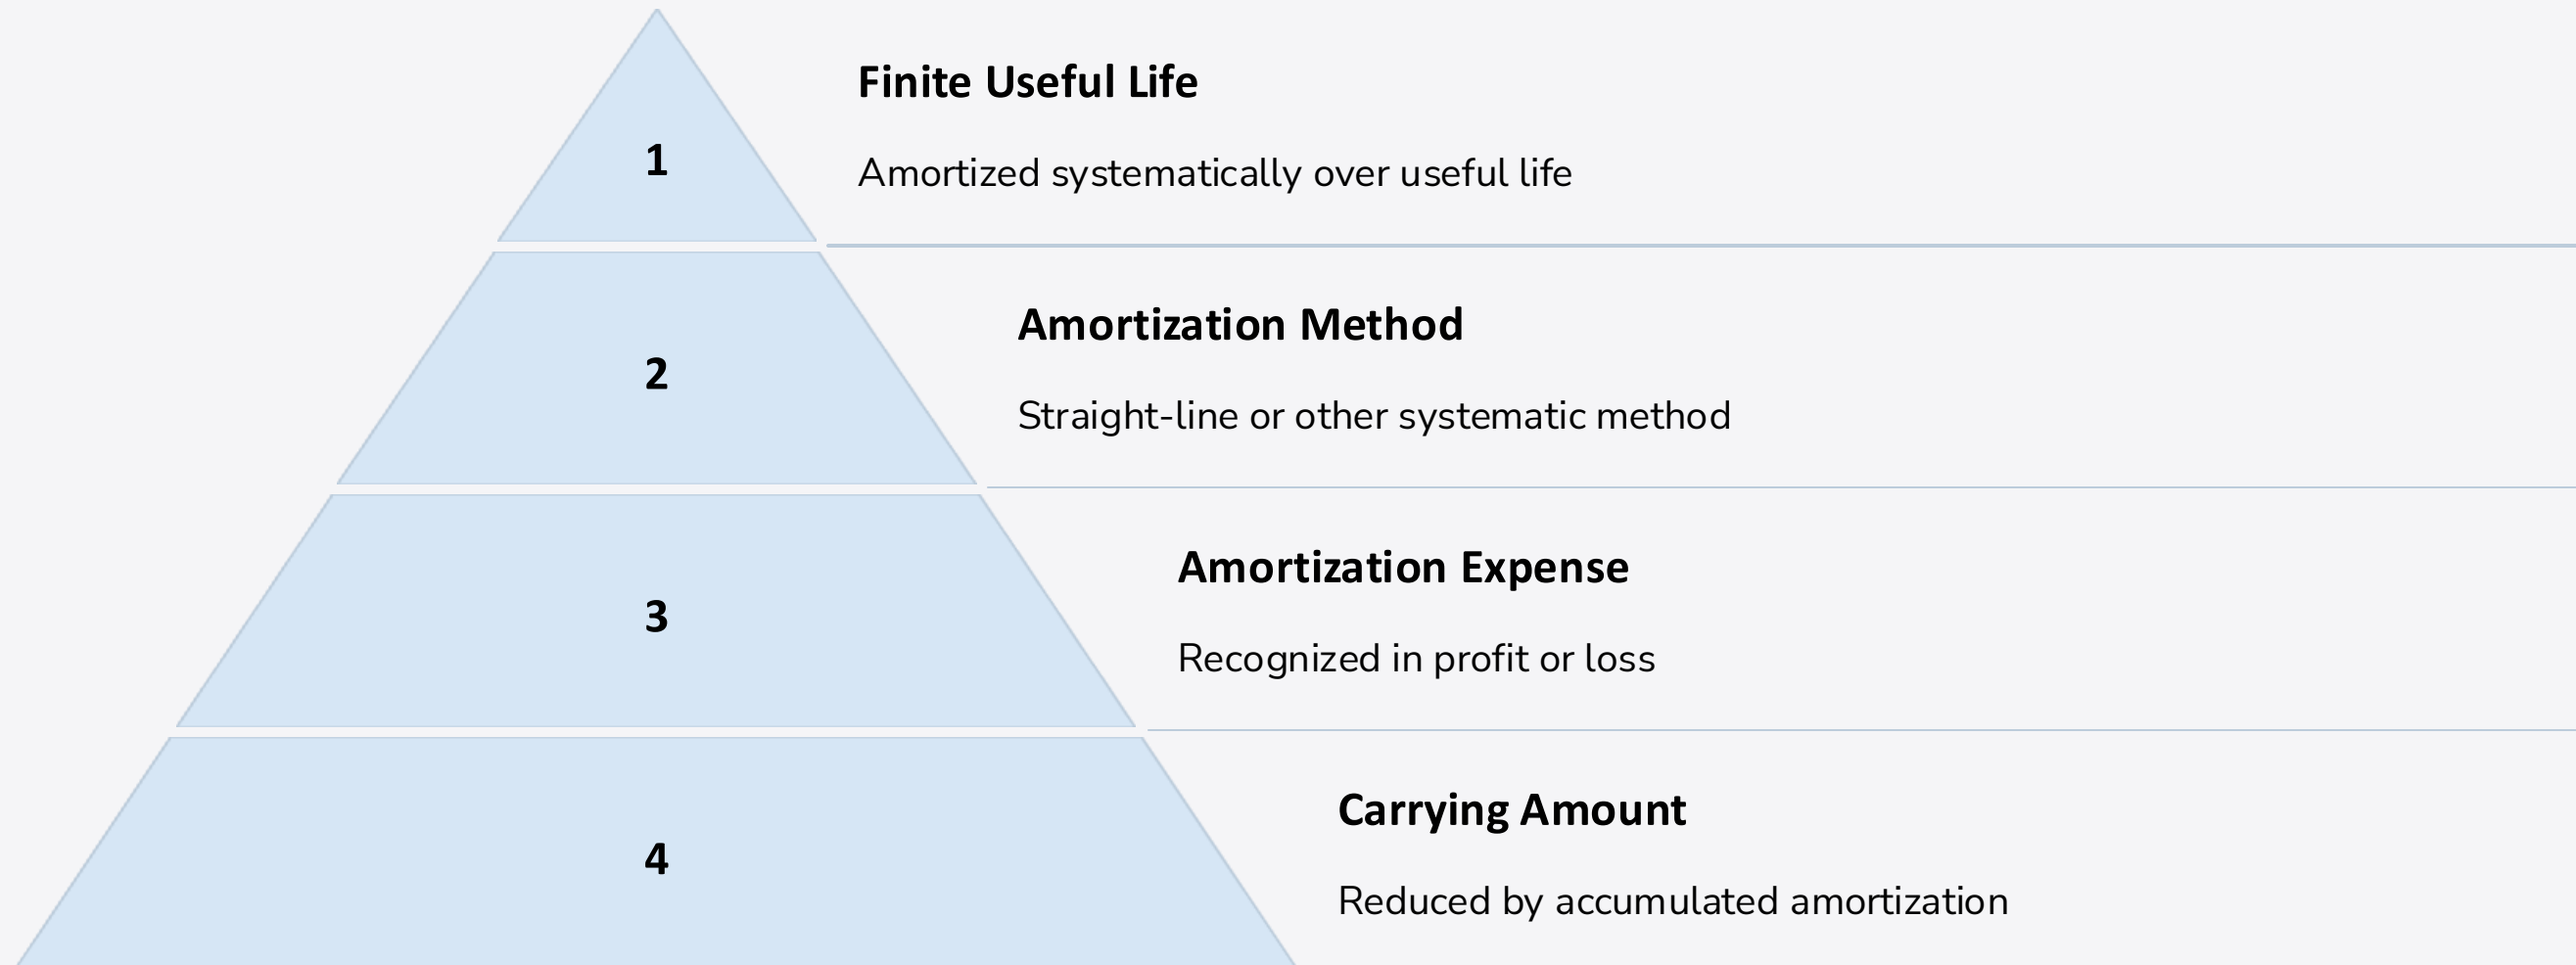 1
Finite Useful Life
Amortized systematically over useful life
2
Amortization Method
Straight-line or other systematic method
3
Amortization Expense
Recognized in profit or loss
4
Carrying Amount
Reduced by accumulated amortization